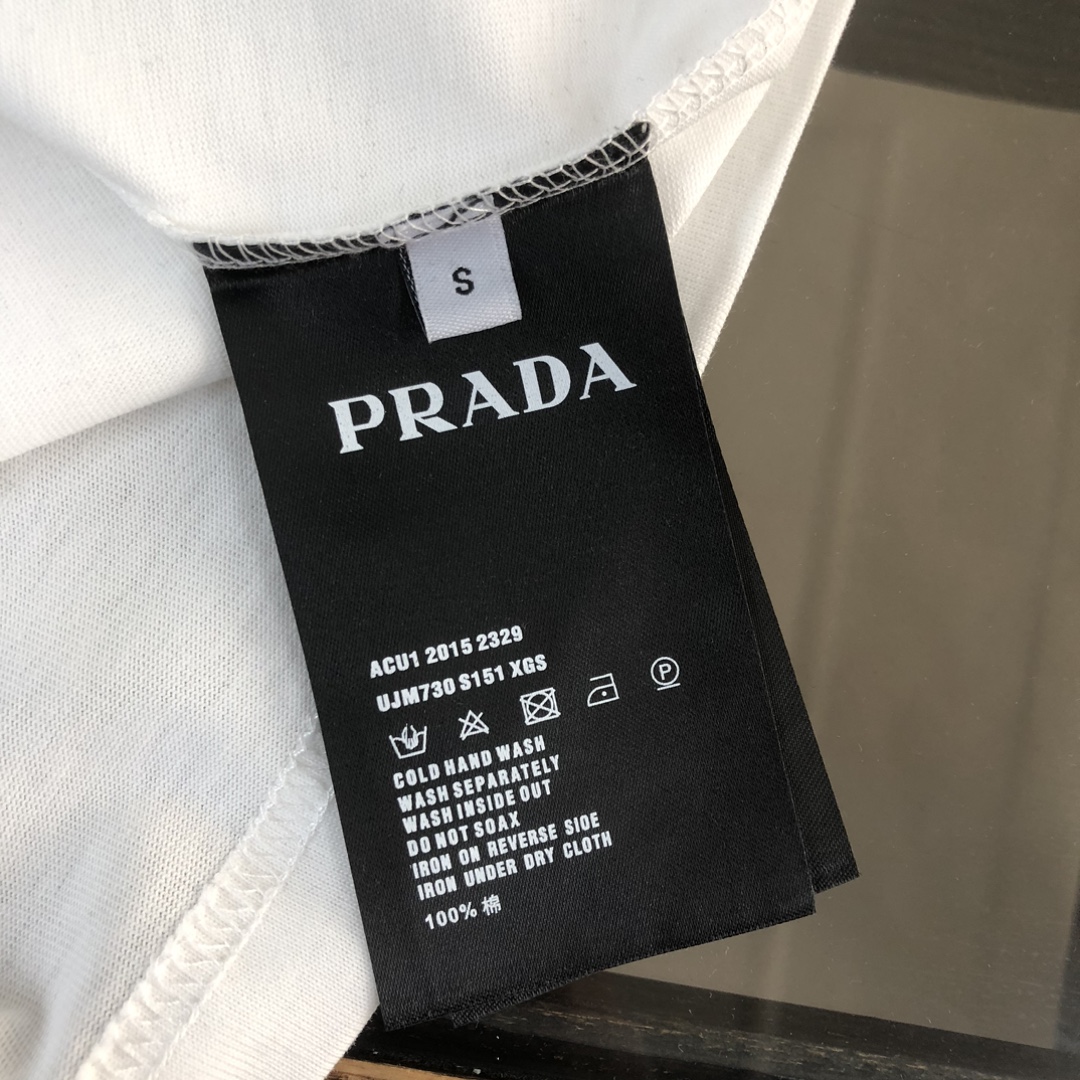 S
PRADA
ACU1 2015 2329
UJM730 S151 XGS
P
COLD HAND WASH
WASH SEPARATELY
WASH INSIDE OUT
DO NOT SOAX
IRON ON REVERSE SIOE
IRON UNDER DRY CLOTH
100% 棉